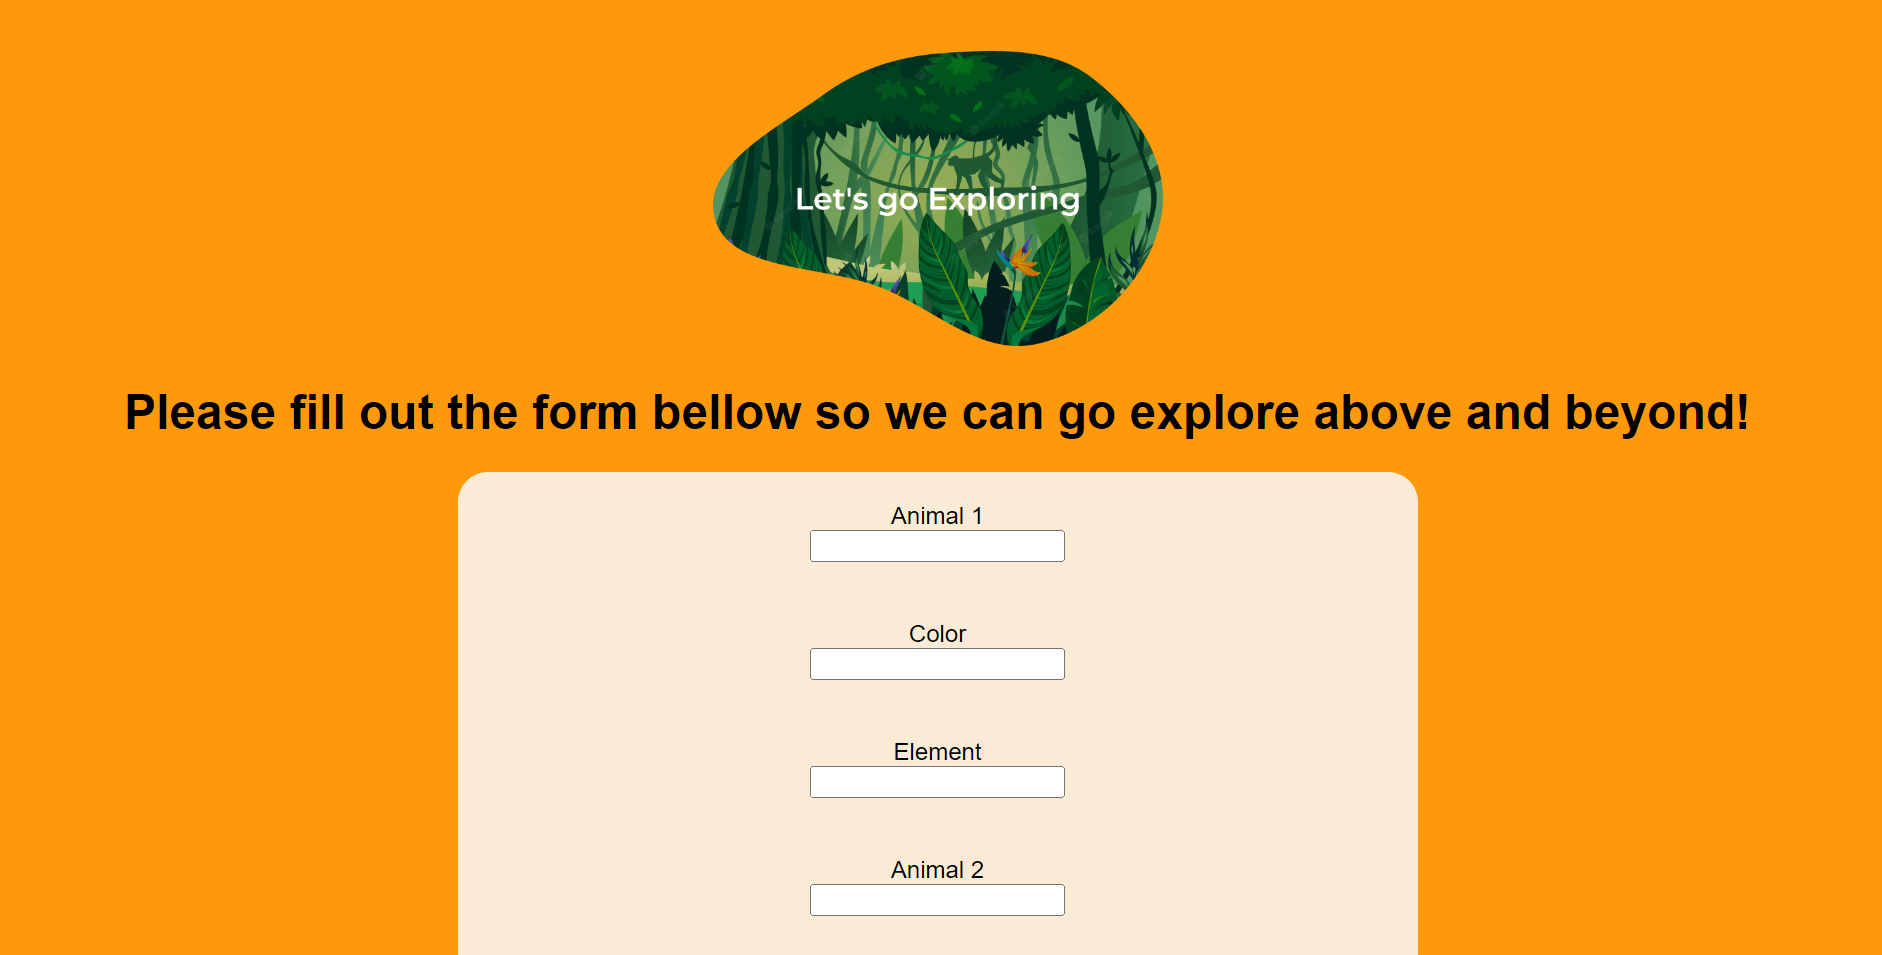 Let's go Exploring
Please fill out the form bellow so we can go explore above and beyond!
Animal 1
Color
Element
Animal 2